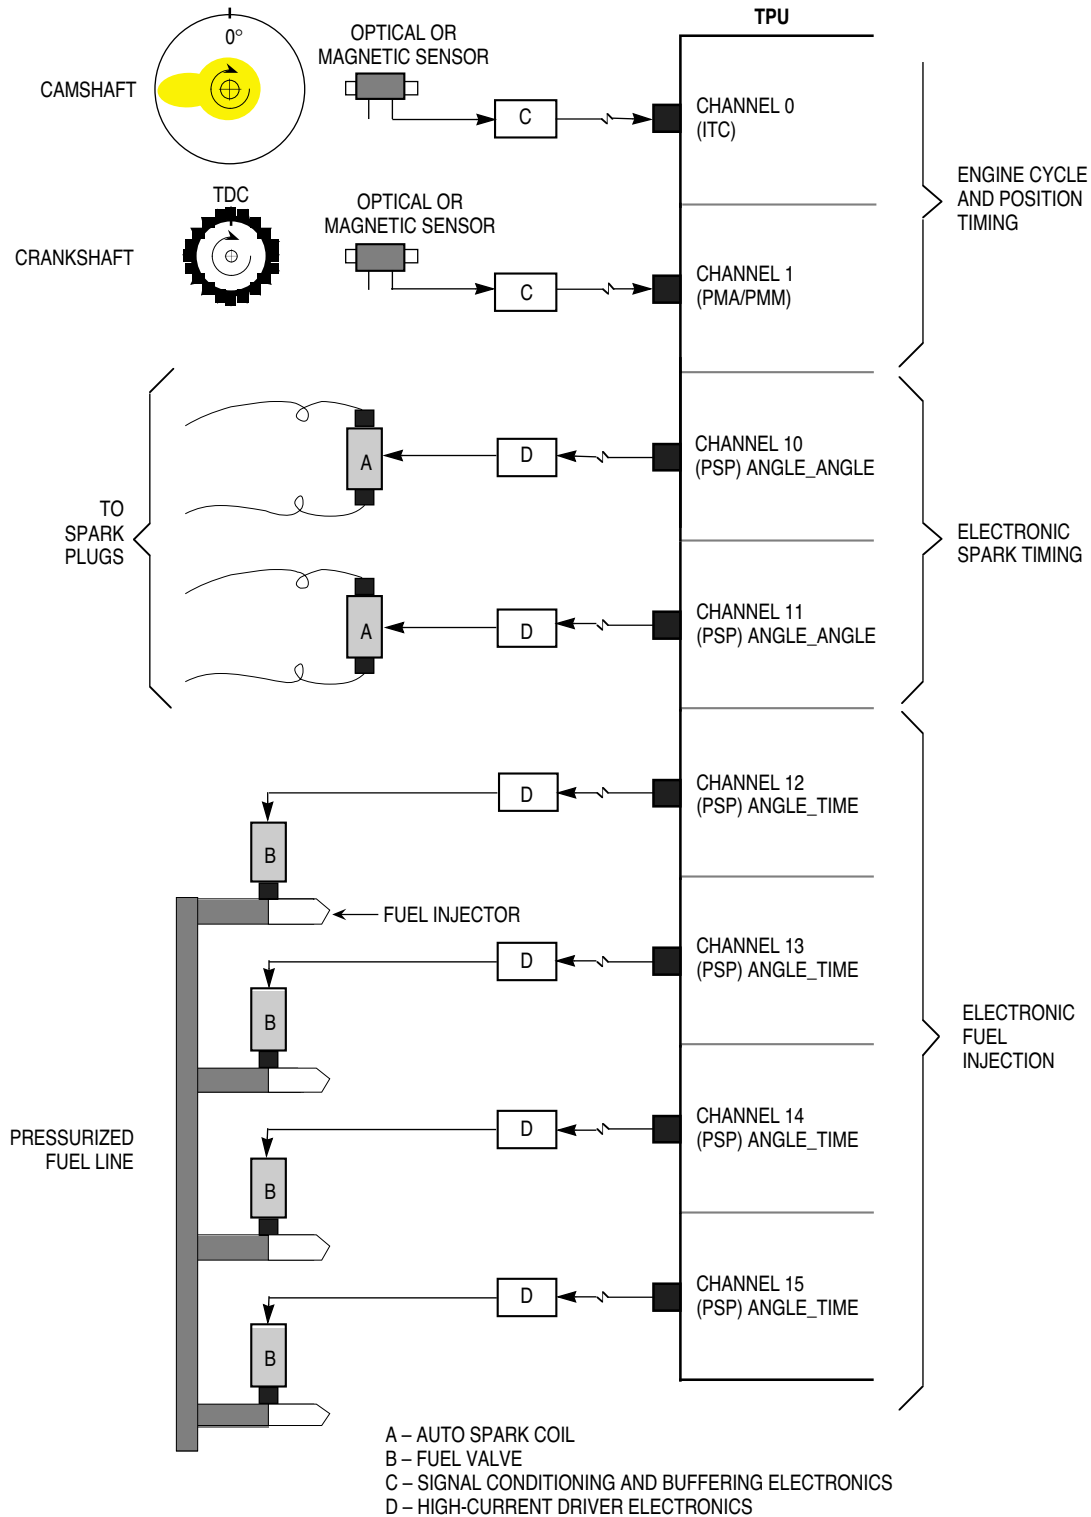 TPU
0°
OPTICAL OR
MAGNETIC SENSOR
CAMSHAFT
C
CHANNEL 0
(ITC)
ENGINE CYCLE
AND POSITION
TIMING
TDC
OPTICAL OR
MAGNETIC SENSOR
CRANKSHAFT
C
CHANNEL 1
(PMA/PMM)
A
D
CHANNEL 10
(PSP) ANGLE_ANGLE
TO
SPARK
PLUGS
ELECTRONIC
SPARK TIMING
A
D
CHANNEL 11
(PSP) ANGLE_ANGLE
D
CHANNEL 12
(PSP) ANGLE_TIME
B
FUEL INJECTOR
D
CHANNEL 13
(PSP) ANGLE_TIME
B
ELECTRONIC
FUEL
INJECTION
PRESSURIZED
FUEL LINE
D
CHANNEL 14
(PSP) ANGLE_TIME
B
D
CHANNEL 15
(PSP) ANGLE_TIME
B
A – AUTO SPARK COIL
B – FUEL VALVE
C – SIGNAL CONDITIONING AND BUFFERING ELECTRONICS
D – HIGH-CURRENT DRIVER ELECTRONICS